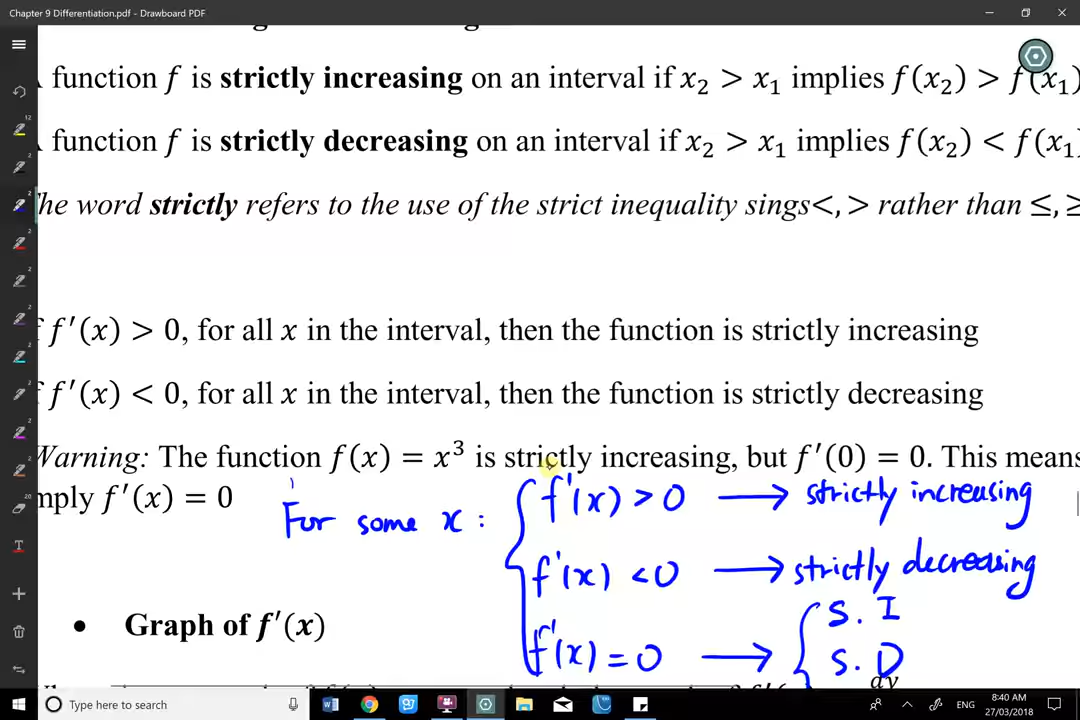 Chapter 9 Differentiation.pdf - Drawboard PDF
function f is strictly increasing on an interval if x₂ > x₁ implies f(x₂) > f(x₁)
function f is strictly decreasing on an interval if x₂ > x₁ implies f(x₂) < f(x₁)
he word strictly refers to the use of the strict inequality sings<, > rather than ≤, ≥
f′(x) > 0, for all x in the interval, then the function is strictly increasing
f′(x) < 0, for all x in the interval, then the function is strictly decreasing
Warning: The function f(x) = x³ is strictly increasing, but f′(0) = 0. This means
mply f′(x) = 0
For some x : { f'(x) > 0 → strictly increasing
f'(x) < 0 → strictly decreasing
f'(x) = 0 → { S. I
S. D
• Graph of f′(x)
dy
Type here to search
ENG
8:40 AM
27/03/2018